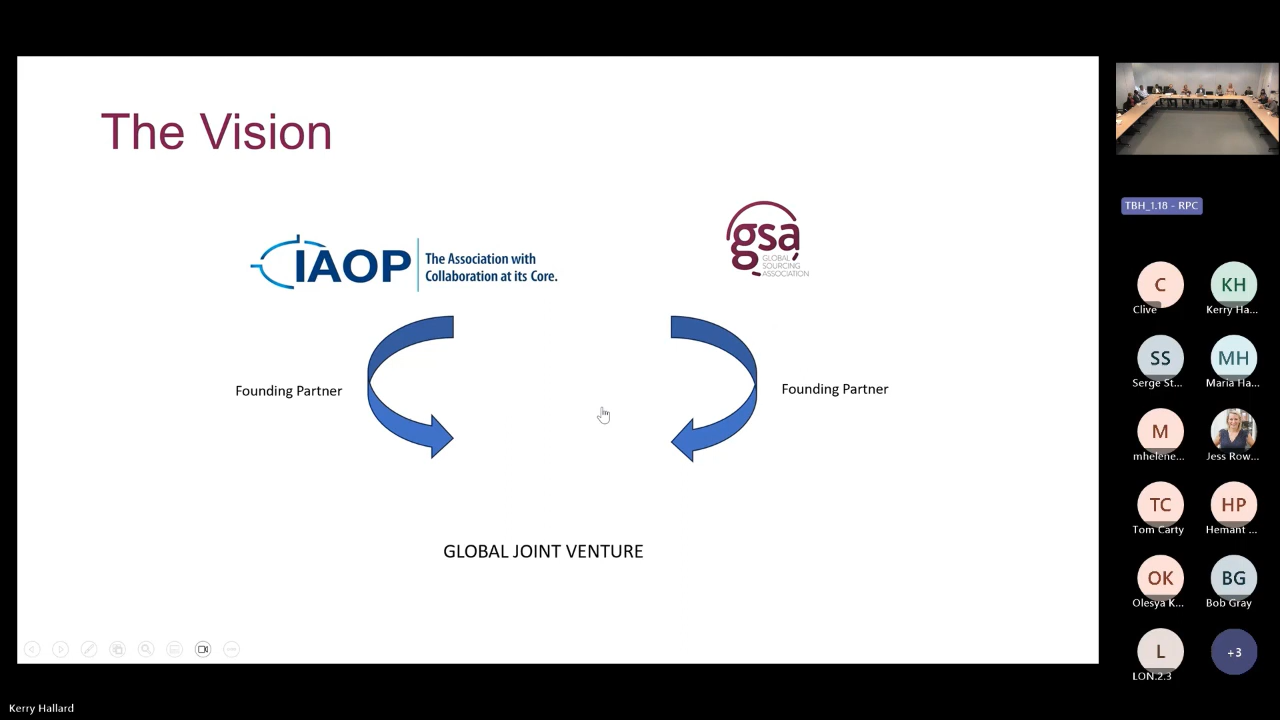 The Vision
IAOP
The Association with
Collaboration at its Core.
gsa
GLOBAL
SOURCING
ASSOCIATION
Founding Partner
Founding Partner
GLOBAL JOINT VENTURE
TBH_1.18 - RPC
C
KH
Clive
Kerry Ha...
SS
MH
Serge St...
Maria Ha...
M
mhelene...
Jess Row...
TC
HP
Tom Carty
Hemant ...
OK
BG
Olesya K...
Bob Gray
L
+3
LON.2.3
Kerry Hallard